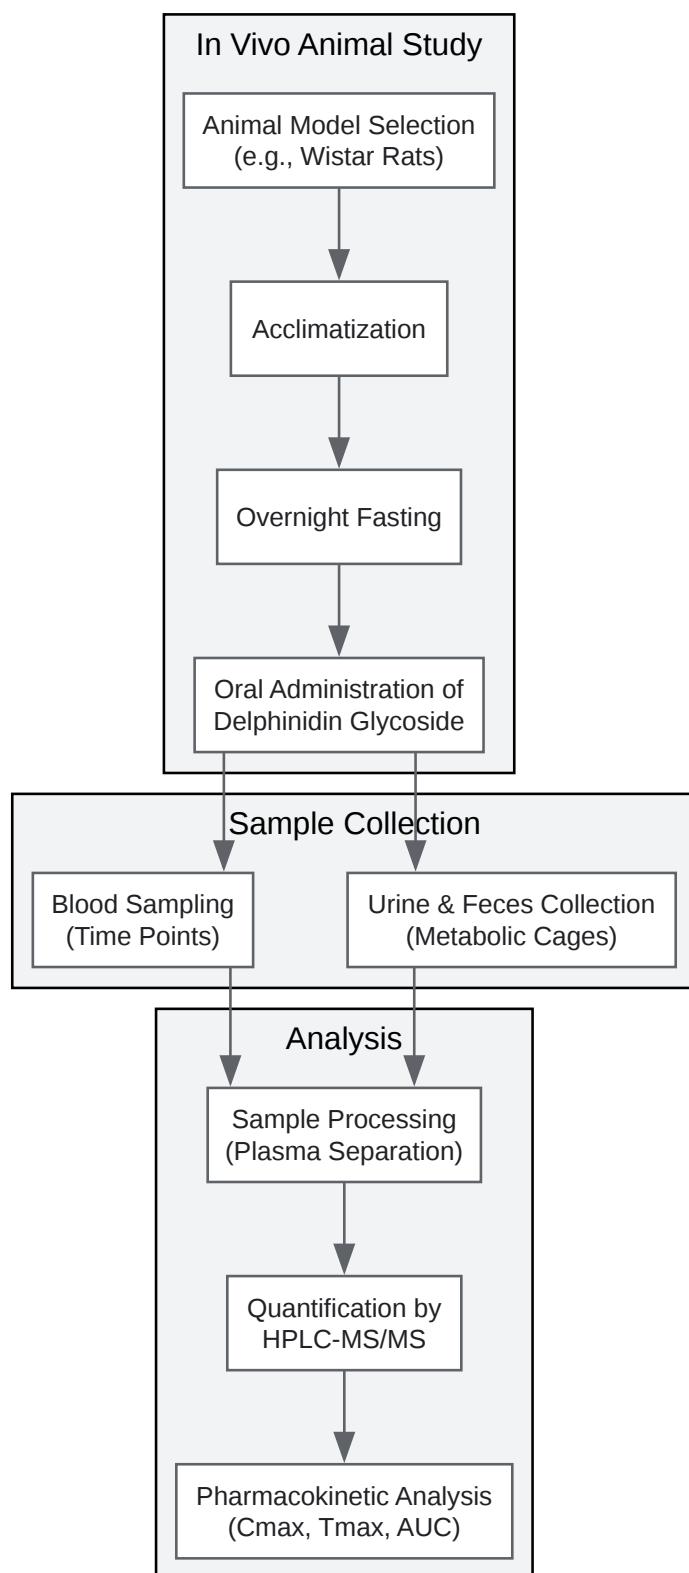 In Vivo Animal Study
Animal Model Selection
(e.g., Wistar Rats)
Acclimatization
Overnight Fasting
Oral Administration of
Delphinidin Glycoside
Sample Collection
Blood Sampling
(Time Points)
Urine & Feces Collection
(Metabolic Cages)
Analysis
Sample Processing
(Plasma Separation)
Quantification by
HPLC-MS/MS
Pharmacokinetic Analysis
(Cmax, Tmax, AUC)